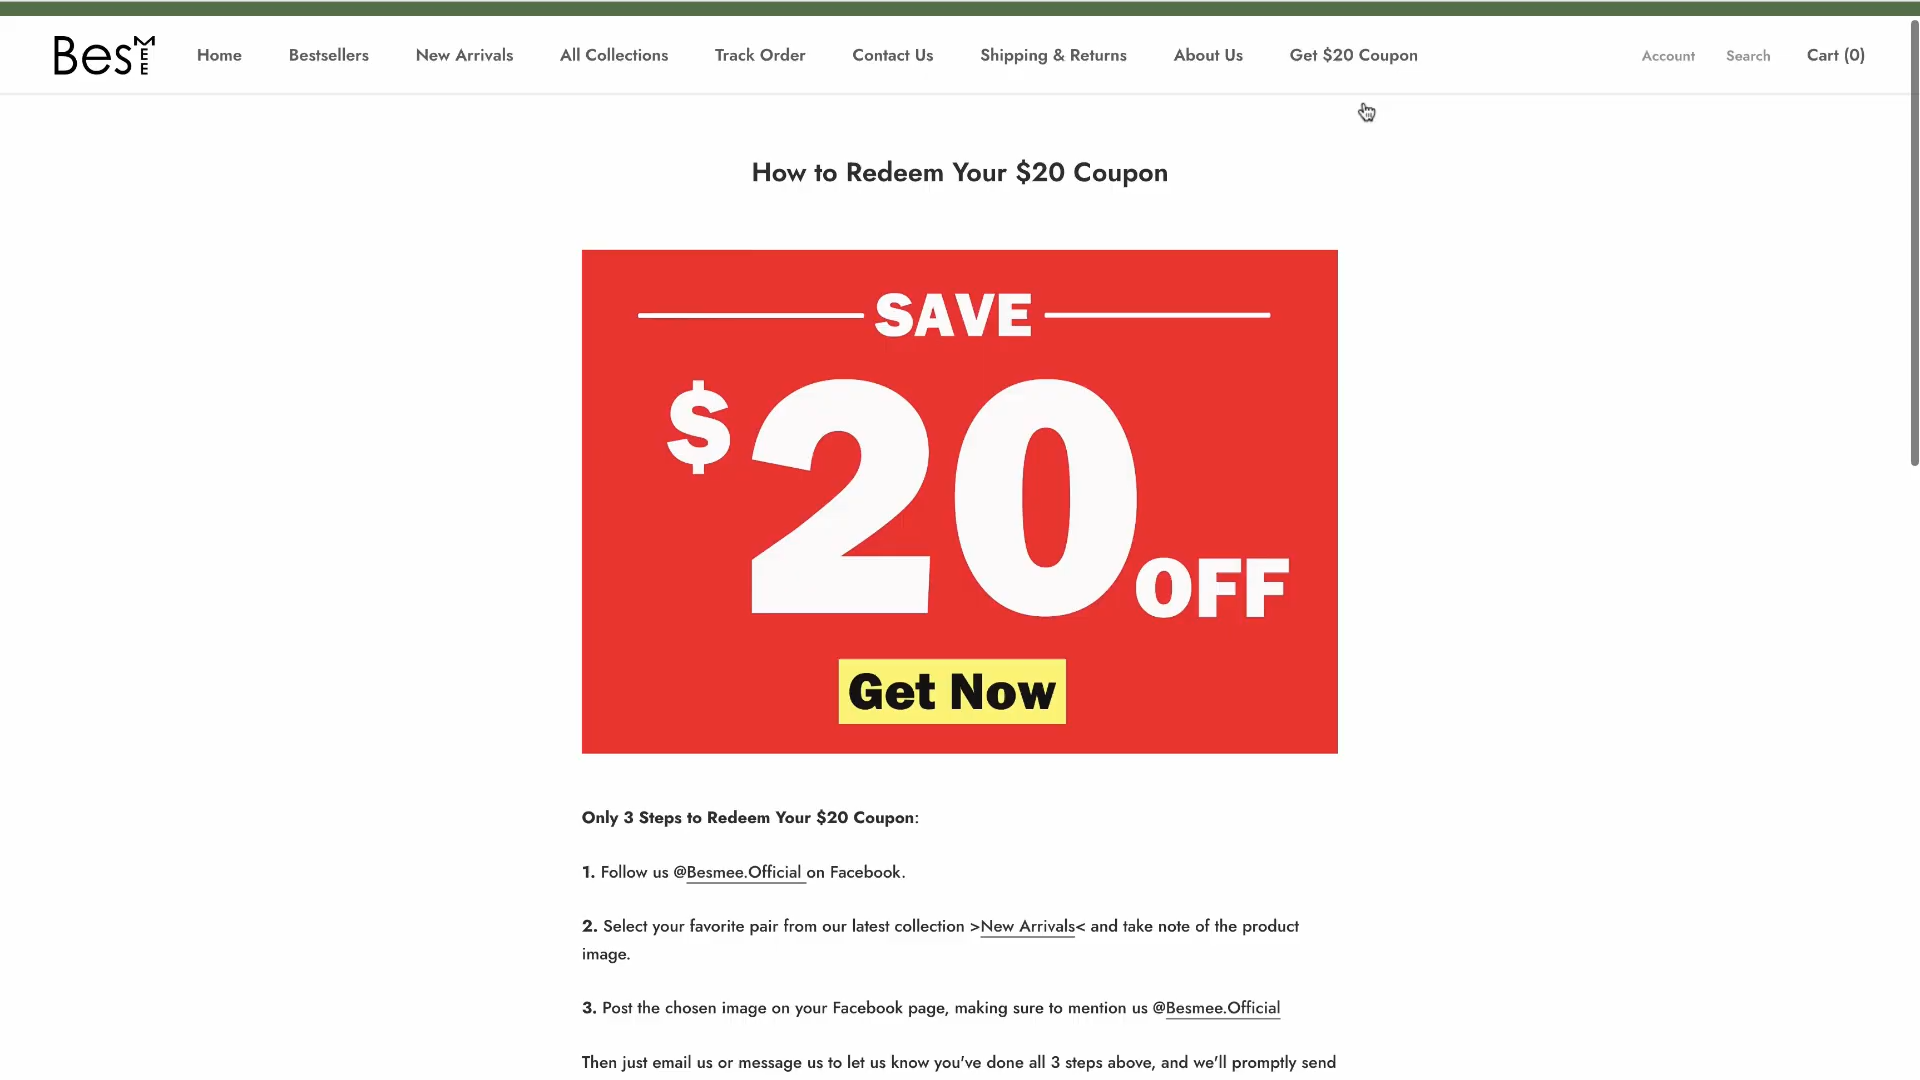 BesMEE
Home Bestsellers New Arrivals All Collections Track Order Contact Us Shipping & Returns About Us Get $20 Coupon Account Search Cart (0)
How to Redeem Your $20 Coupon
SAVE
$20 OFF
Get Now
Only 3 Steps to Redeem Your $20 Coupon:
1. Follow us @Besmee.Official on Facebook.
2. Select your favorite pair from our latest collection >New Arrivals< and take note of the product
image.
3. Post the chosen image on your Facebook page, making sure to mention us @Besmee.Official
Then just email us or message us to let us know you've done all 3 steps above, and we'll promptly send